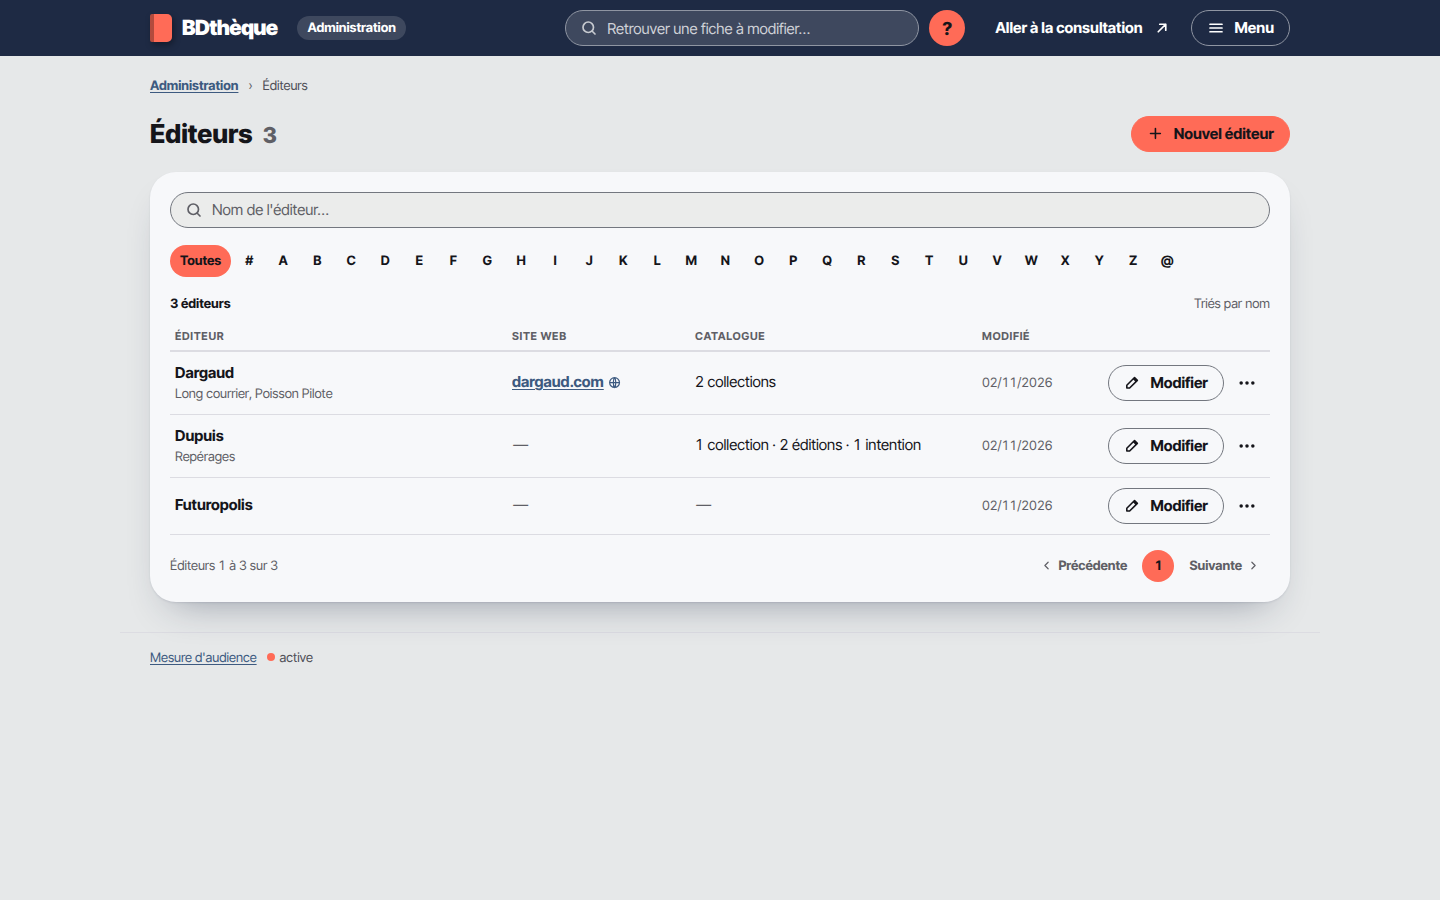 BDthèque Administration Retrouver une fiche à modifier... ? Aller à la consultation Menu
Administration › Éditeurs
Éditeurs 3 Nouvel éditeur
Nom de l'éditeur...
Toutes # A B C D E F G H I J K L M N O P Q R S T U V W X Y Z @
3 éditeurs Triés par nom
ÉDITEUR SITE WEB CATALOGUE MODIFIÉ
Dargaud dargaud.com 2 collections 02/11/2026 Modifier
Long courrier, Poisson Pilote
Dupuis — 1 collection · 2 éditions · 1 intention 02/11/2026 Modifier
Repérages
Futuropolis — — 02/11/2026 Modifier
Éditeurs 1 à 3 sur 3 Précédente 1 Suivante
Mesure d'audience active